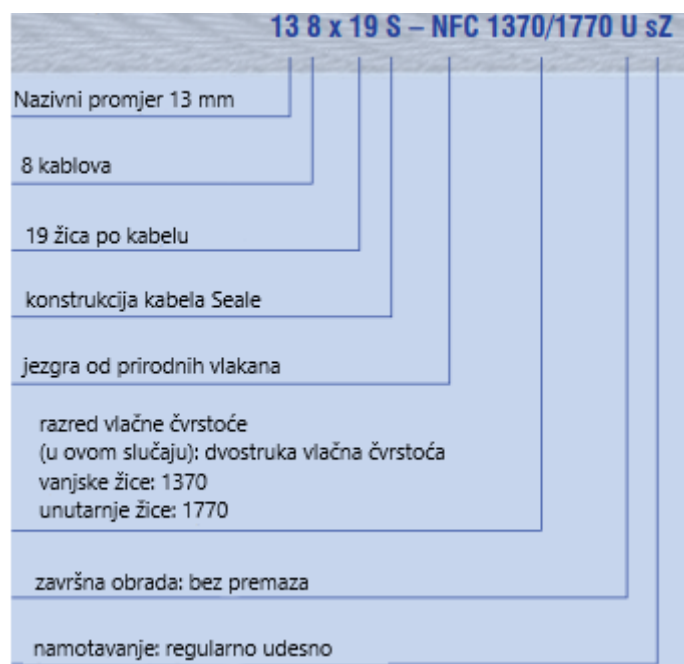 13 8 x 19 S – NFC 1370/1770 U sZ
Nazivni promjer 13 mm
8 kablova
19 žica po kabelu
konstrukcija kabela Seale
jezgra od prirodnih vlakana
razred vlačne čvrstoće
(u ovom slučaju): dvostruka vlačna čvrstoća
vanjske žice: 1370
unutarnje žice: 1770
završna obrada: bez premaza
namotavanje: regularno udesno